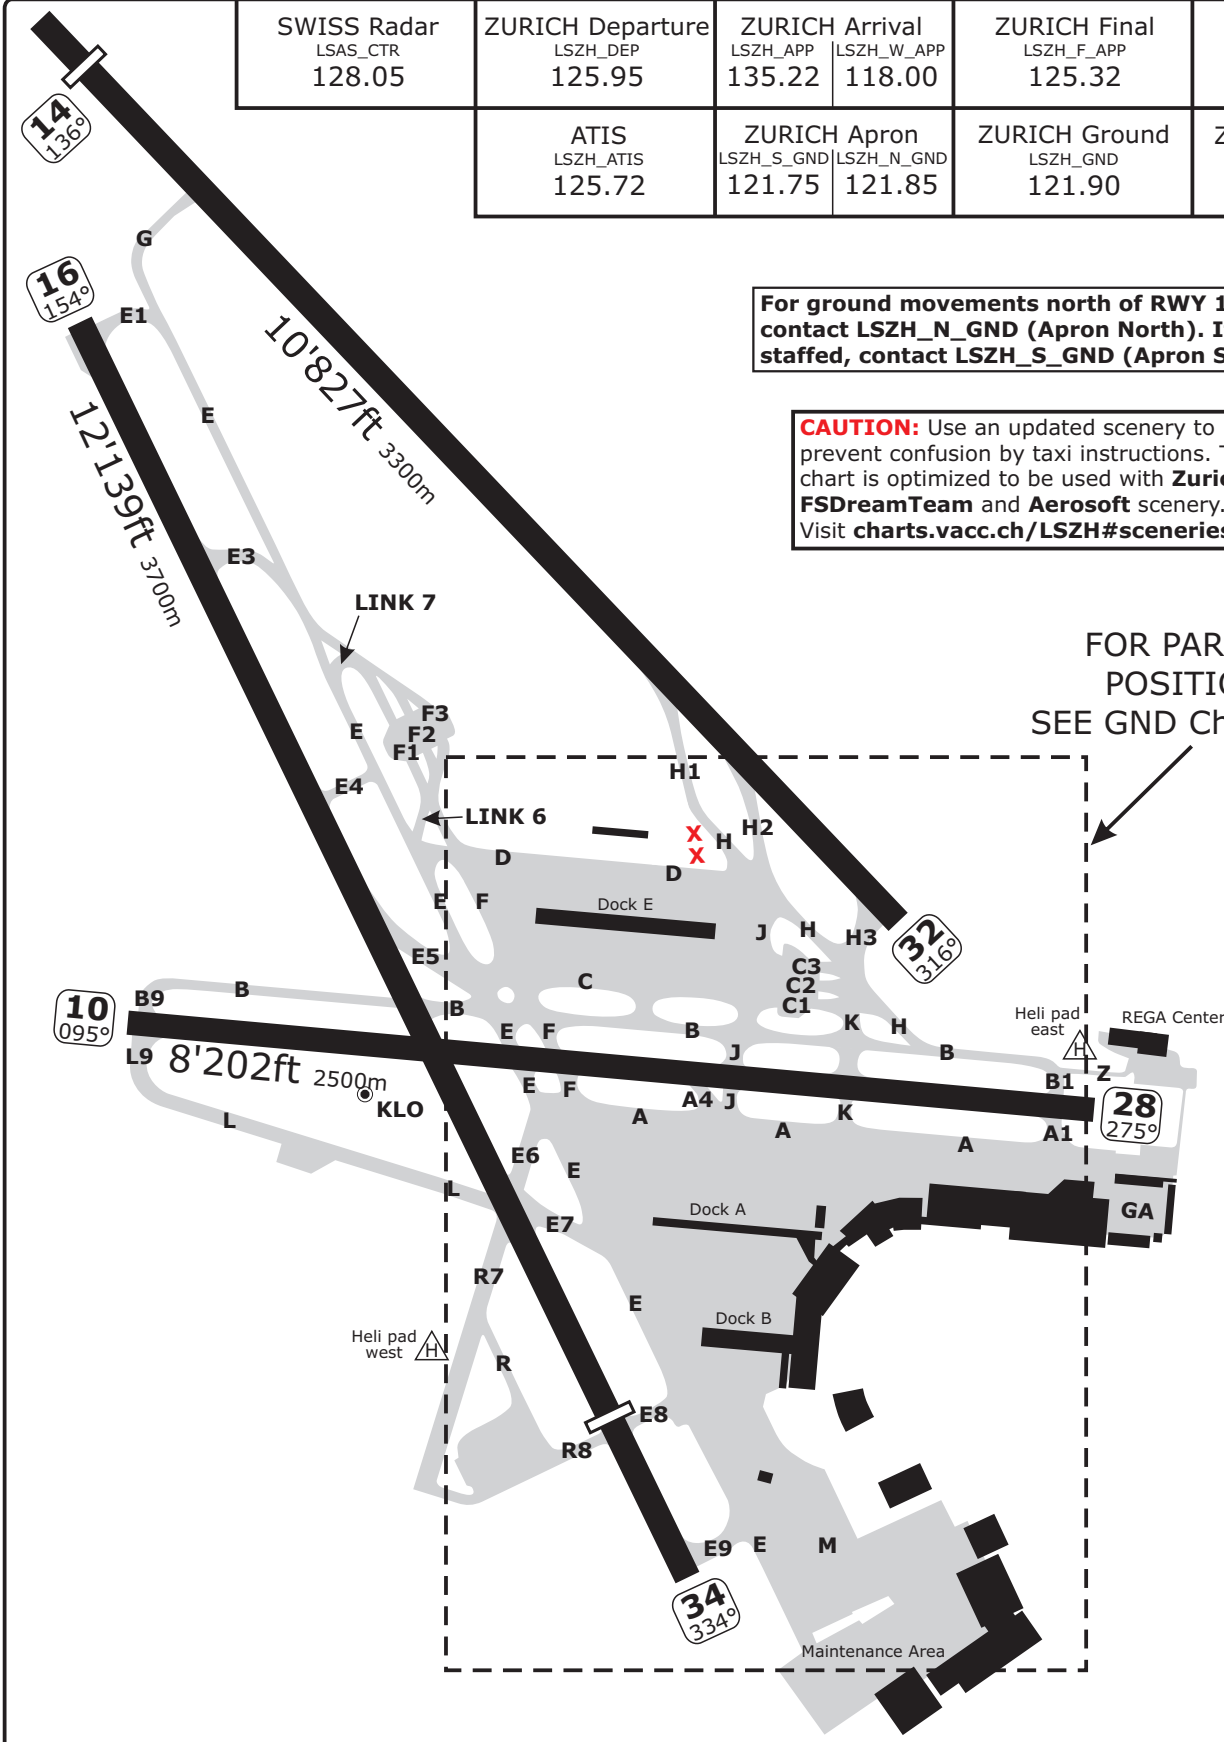 SWISS Radar
LSAS_CTR
128.05
ZURICH Departure
LSZH_DEP
125.95
ZURICH Arrival
LSZH_APP LSZH_W_APP
135.22 118.00
ZURICH Final
LSZH_F_APP
125.32
ATIS
LSZH_ATIS
125.72
ZURICH Apron
LSZH_S_GND LSZH_N_GND
121.75 121.85
ZURICH Ground
LSZH_GND
121.90
Z
14
136°
G
16
154°
E1
For ground movements north of RWY 1
contact LSZH_N_GND (Apron North). I
staffed, contact LSZH_S_GND (Apron S
10'827ft 3300m
E
12'139ft 3700m
CAUTION: Use an updated scenery to
prevent confusion by taxi instructions. T
chart is optimized to be used with Zuric
FSDreamTeam and Aerosoft scenery.
Visit charts.vacc.ch/LSZH#sceneries
E3
LINK 7
FOR PAR
POSITIO
SEE GND Ch
F3
E
F2
F1
H1
E4
LINK 6
X
H2
H
X
D
D
E
F
Dock E
J
H
H3
32
316°
E5
C3
C
C2
C1
B9
B
10
095°
B
E
F
B
K
H
Heli pad
east
H
REGA Center
L9
8'202ft 2500m
J
B
B1
Z
KLO
E
F
A4
J
K
28
275°
L
A
A
A1
A
E6
E
L
Dock A
GA
E7
R7
E
Dock B
Heli pad
west
H
R
E8
R8
E9
E
M
34
334°
Maintenance Area